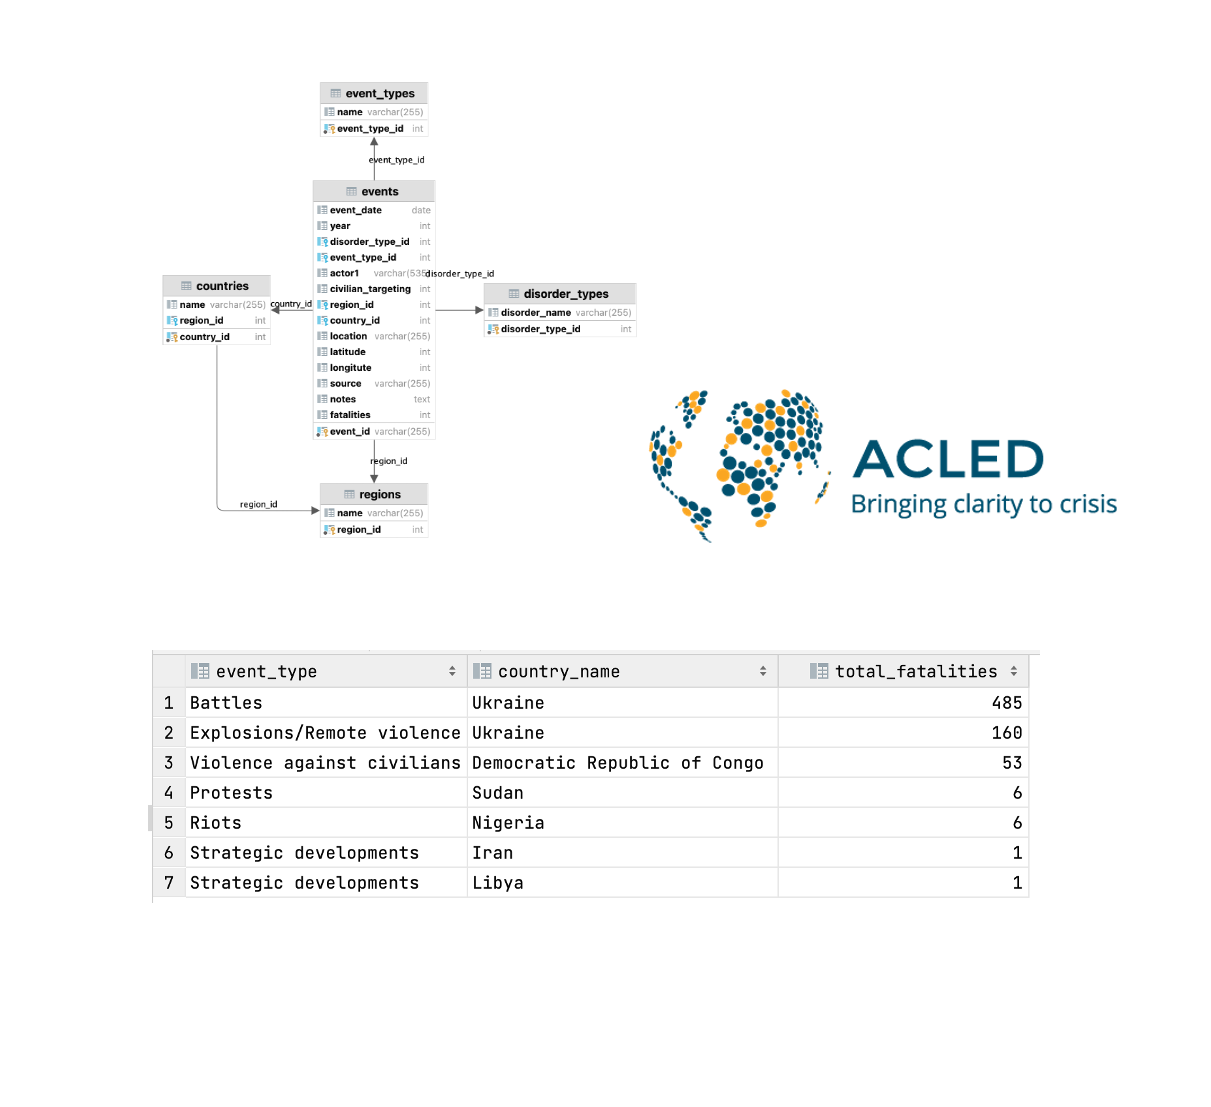 event_types
name varchar(255)
event_type_id int
event_type_id
events
event_date date
year int
disorder_type_id int
event_type_id int
actor1 varchar(535
disorder_type_id
civilian_targeting int
region_id int
country_id int
location varchar(255)
latitude int
longitute int
source varchar(255)
notes text
fatalities int
event_id varchar(255)
countries
name varchar(255)
region_id int
country_id int
country_id
disorder_types
disorder_name varchar(255)
disorder_type_id int
region_id
region_id
regions
name varchar(255)
region_id int
ACLED
Bringing clarity to crisis
event_type country_name total_fatalities
1 Battles Ukraine 485
2 Explosions/Remote violence Ukraine 160
3 Violence against civilians Democratic Republic of Congo 53
4 Protests Sudan 6
5 Riots Nigeria 6
6 Strategic developments Iran 1
7 Strategic developments Libya 1